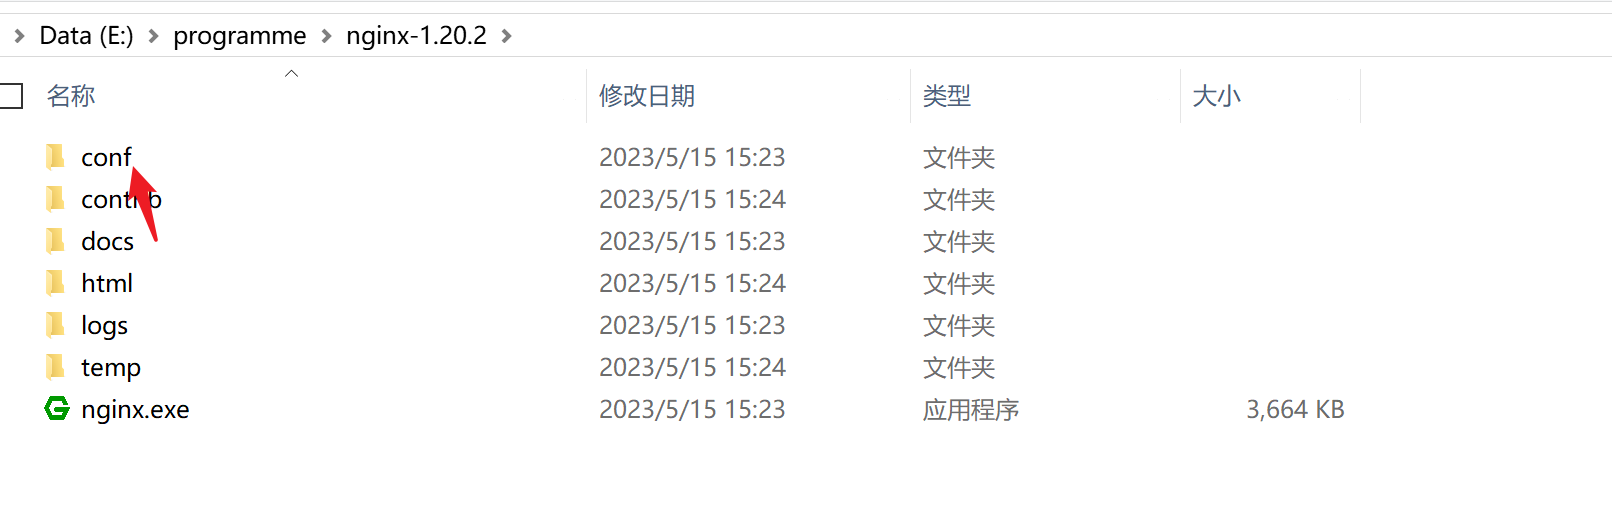 Data (E:) programme nginx-1.20.2
名称 修改日期 类型 大小
conf 2023/5/15 15:23 文件夹
contrib 2023/5/15 15:24 文件夹
docs 2023/5/15 15:23 文件夹
html 2023/5/15 15:24 文件夹
logs 2023/5/15 15:23 文件夹
temp 2023/5/15 15:24 文件夹
nginx.exe 2023/5/15 15:23 应用程序 3,664 KB